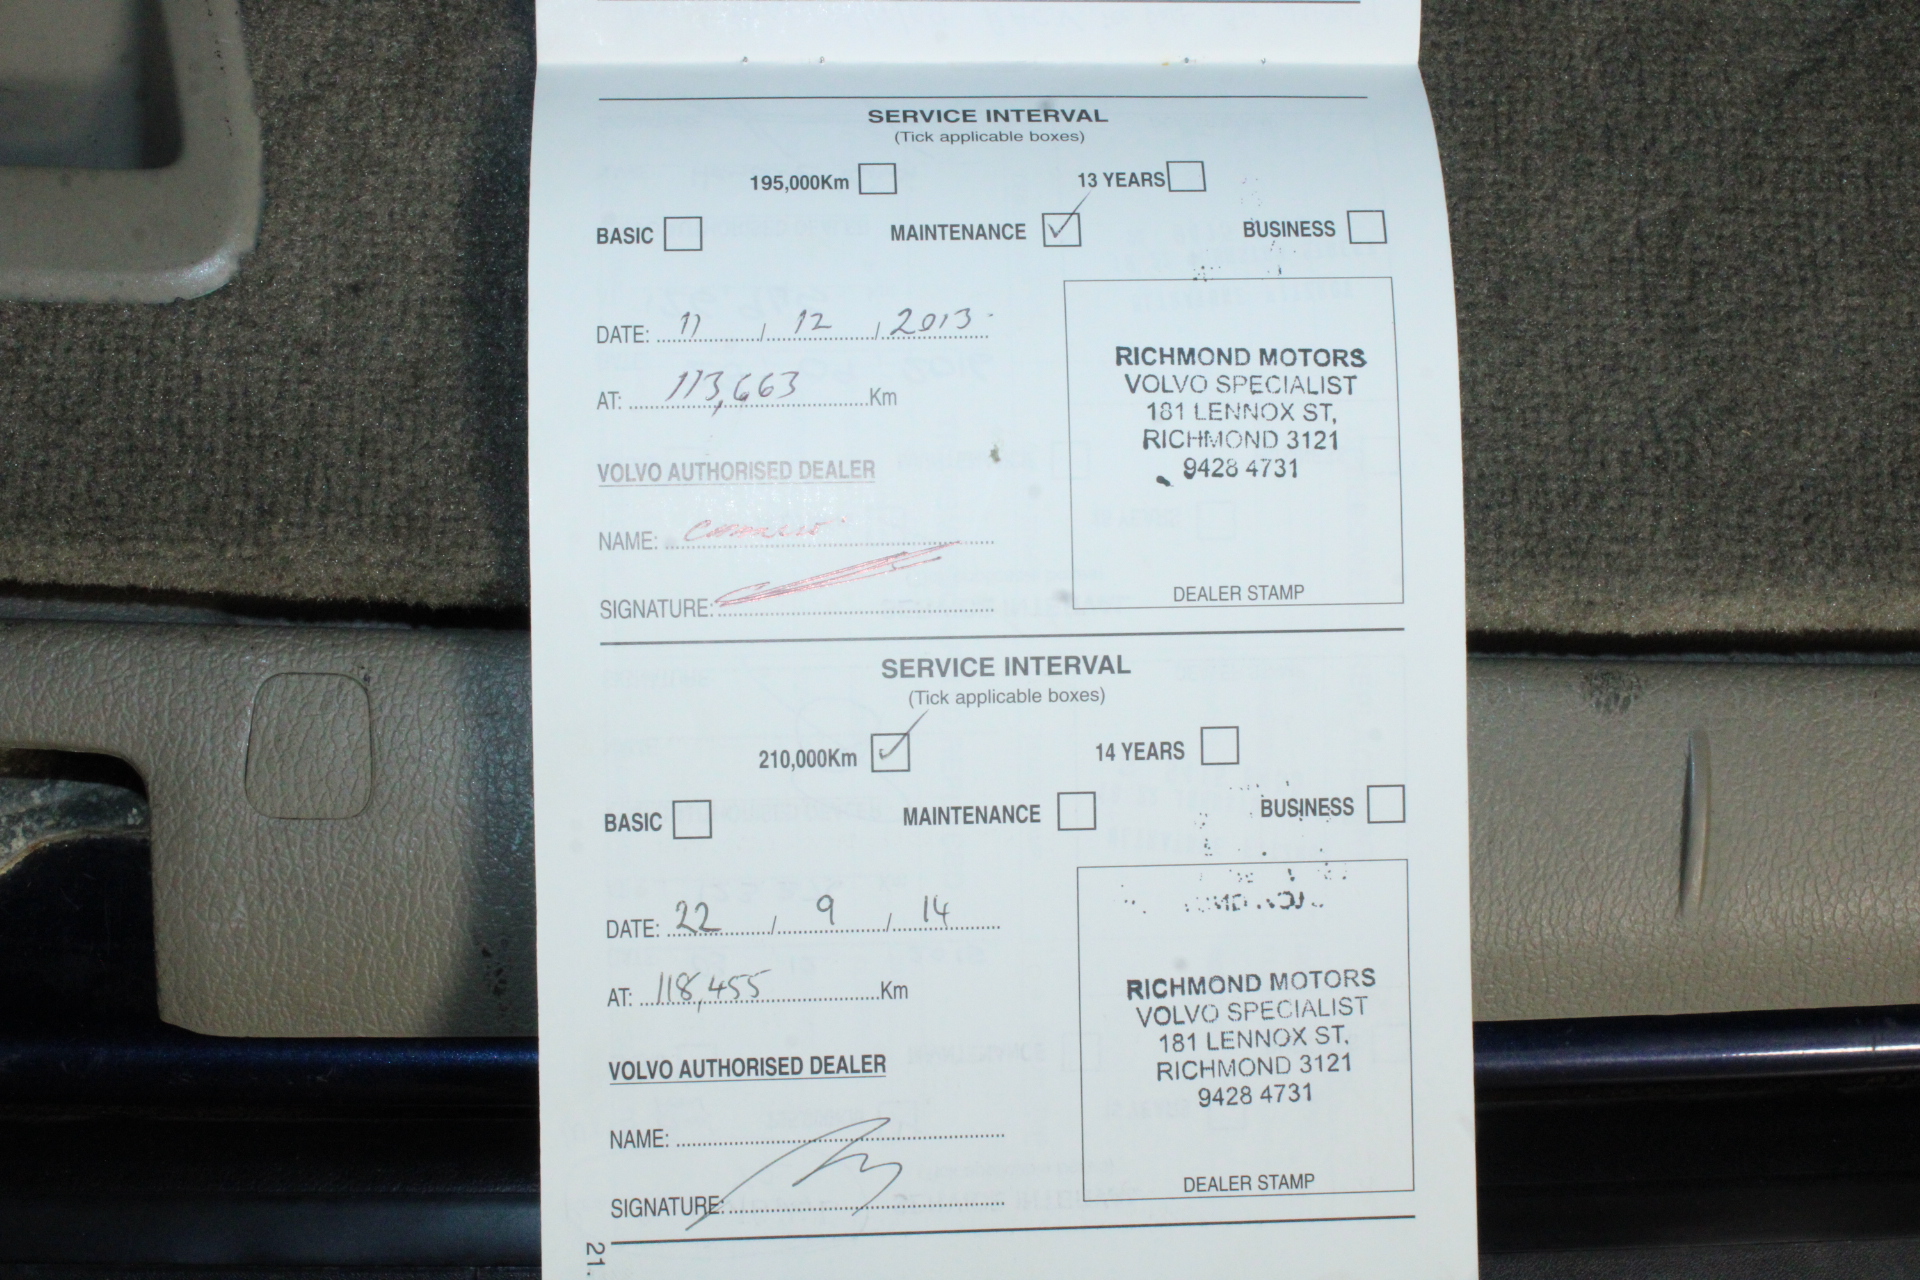 SERVICE INTERVAL
(Tick applicable boxes)
195,000Km 13 YEARS
BASIC MAINTENANCE BUSINESS
DATE: 11 / 12 / 2013
AT: 113,663 Km
VOLVO AUTHORISED DEALER
NAME:
SIGNATURE:
RICHMOND MOTORS
VOLVO SPECIALIST
181 LENNOX ST,
RICHMOND 3121
9428 4731
DEALER STAMP
SERVICE INTERVAL
(Tick applicable boxes)
210,000Km 14 YEARS
BASIC MAINTENANCE BUSINESS
DATE: 22 / 9 / 14
AT: 118,455 Km
VOLVO AUTHORISED DEALER
NAME:
SIGNATURE:
RICHMOND MOTORS
VOLVO SPECIALIST
181 LENNOX ST,
RICHMOND 3121
9428 4731
DEALER STAMP
21.